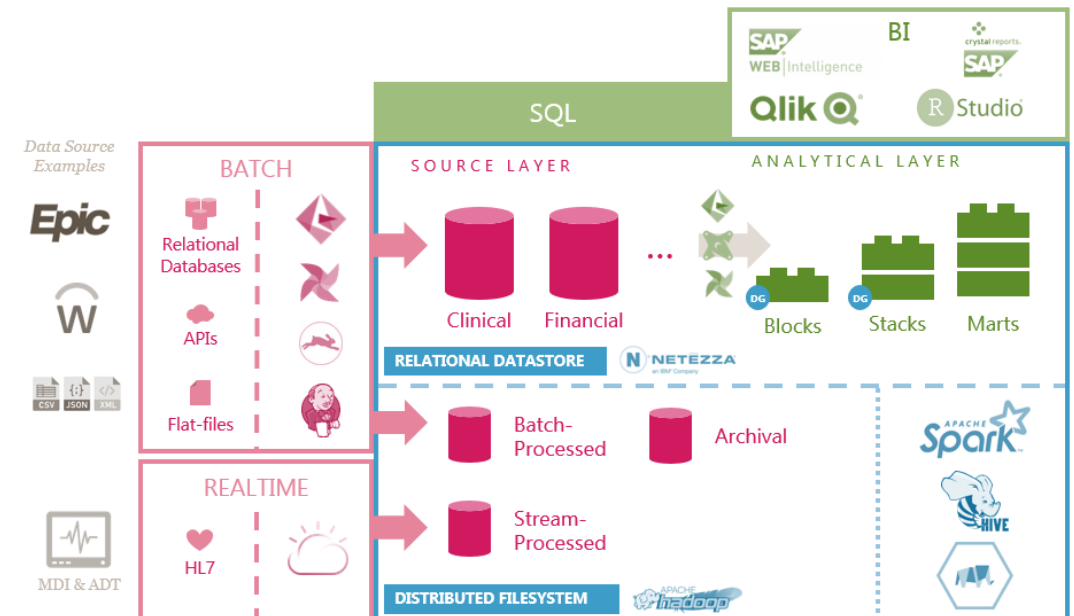 BI
SAP
WEB Intelligence
crystal reports.
SAP
Qlik Q
R Studio
SQL
Data Source
Examples
Epic
W
CSV
JSON
XML
MDI & ADT
BATCH
Relational
Databases
APIs
Flat-files
REALTIME
HL7
SOURCE LAYER
Clinical
Financial
...
ANALYTICAL LAYER
DG
Blocks
DG
Stacks
Marts
RELATIONAL DATASTORE
N NETEZZA
an IBM Company
Batch-
Processed
Archival
Stream-
Processed
DISTRIBUTED FILESYSTEM
APACHE
hadoop
APACHE
Spark
HIVE